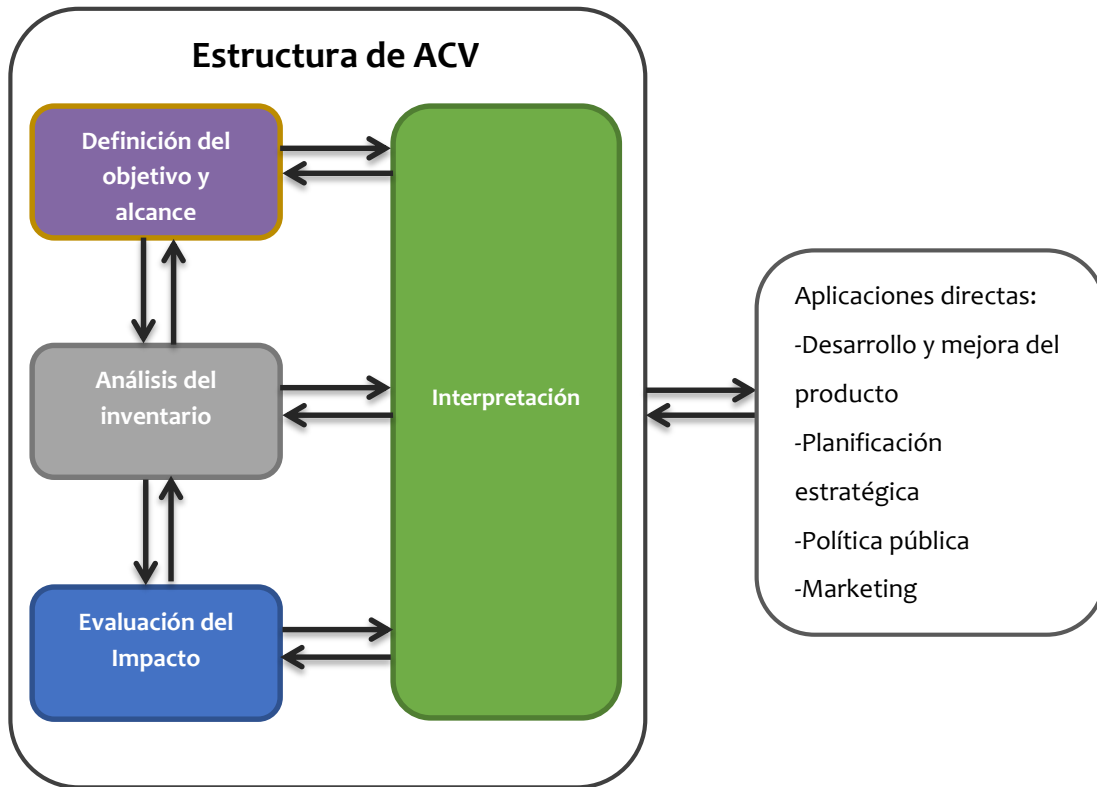 Estructura de ACV
Definición del
objetivo y
alcance
Análisis del
inventario
Evaluación del
Impacto
Interpretación
Aplicaciones directas:
-Desarrollo y mejora del
producto
-Planificación
estratégica
-Política pública
-Marketing